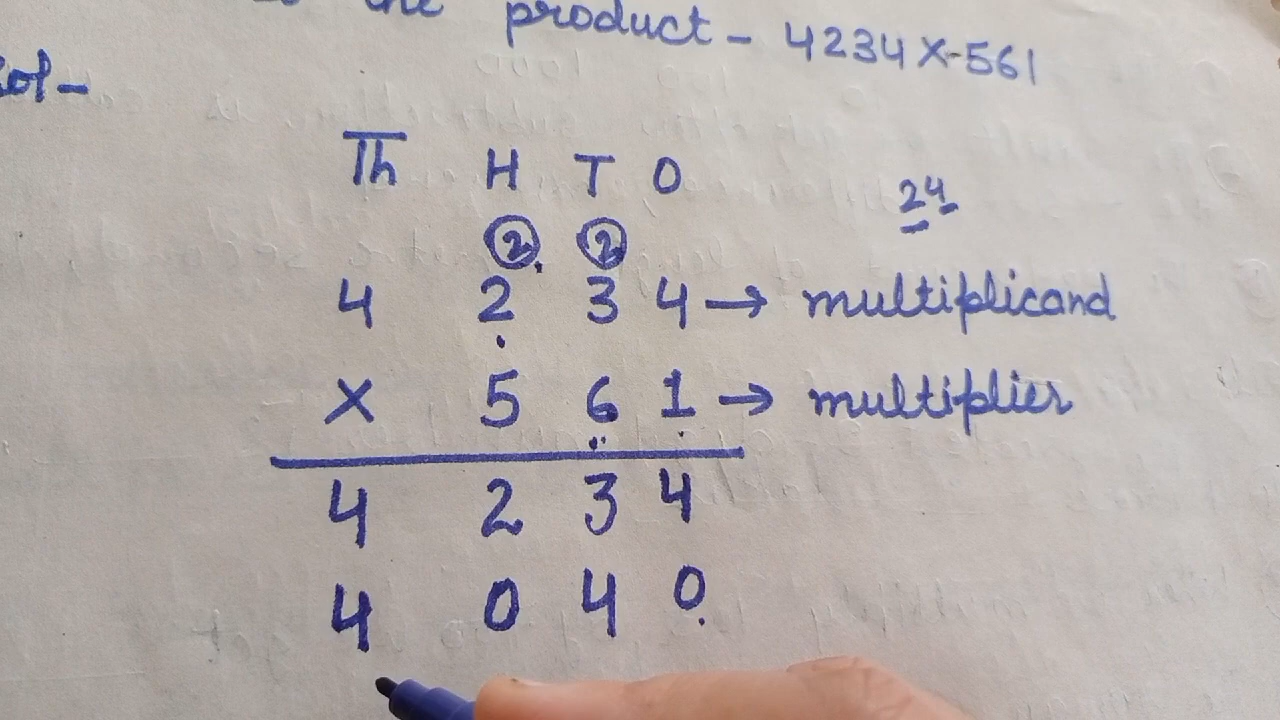 the product - 4234 X 561
Sol-
Th H T O
2 2
24
4 2 3 4 → multiplicand
X 5 6 1 → multiplier
4 2 3 4
4 0 4 0